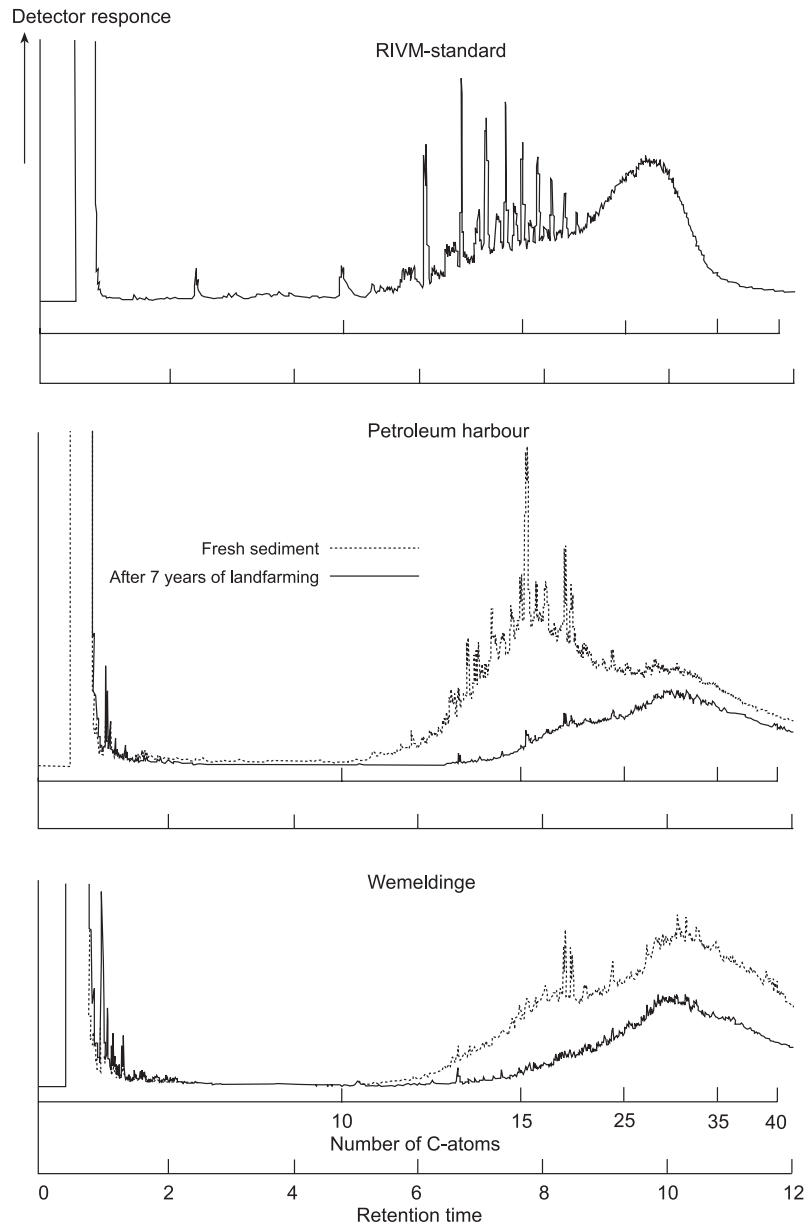 Detector responce
RIVM-standard
Petroleum harbour
Fresh sediment
After 7 years of landfarming
Wemeldinge
10 15 25 35 40
Number of C-atoms
0 2 4 6 8 10 12
Retention time